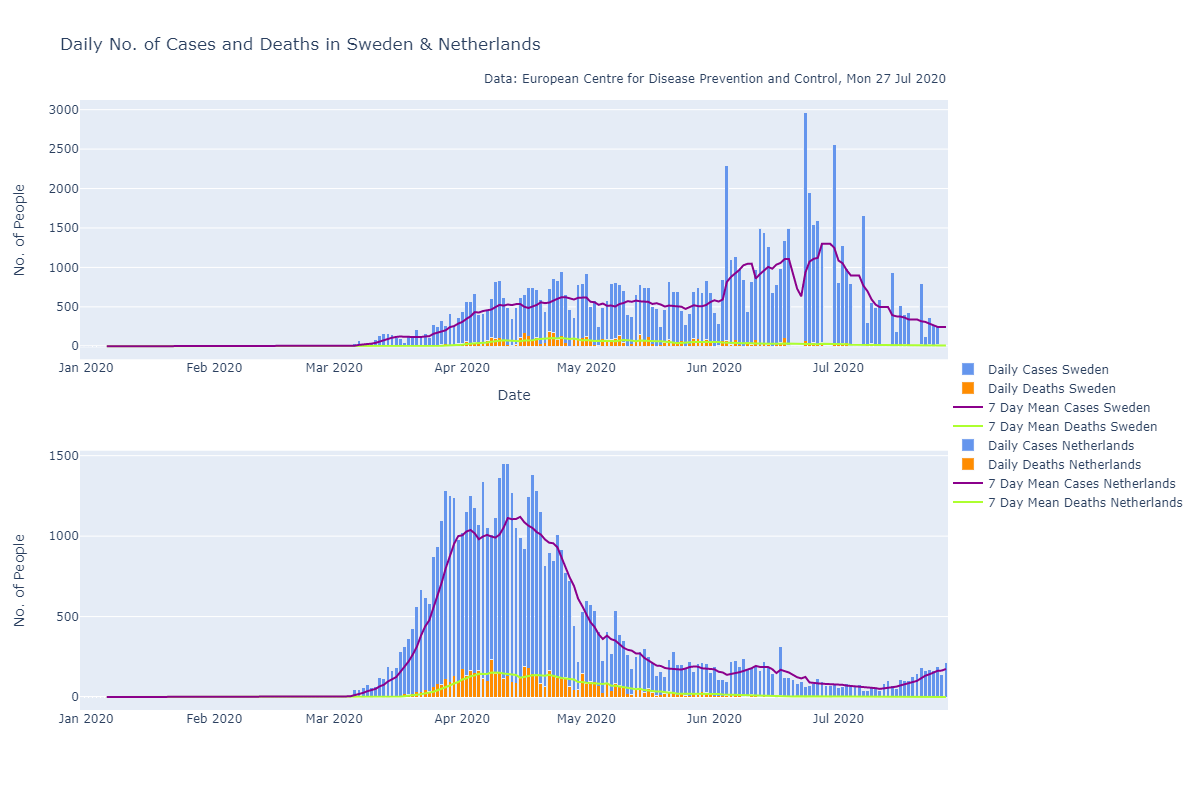 Daily No. of Cases and Deaths in Sweden & Netherlands
Data: European Centre for Disease Prevention and Control, Mon 27 Jul 2020
No. of People
3000
2500
2000
1500
1000
500
0
Jan 2020 Feb 2020 Mar 2020 Apr 2020 May 2020 Jun 2020 Jul 2020
Date
Daily Cases Sweden
Daily Deaths Sweden
7 Day Mean Cases Sweden
7 Day Mean Deaths Sweden
Daily Cases Netherlands
Daily Deaths Netherlands
7 Day Mean Cases Netherlands
7 Day Mean Deaths Netherlands
No. of People
1500
1000
500
0
Jan 2020 Feb 2020 Mar 2020 Apr 2020 May 2020 Jun 2020 Jul 2020